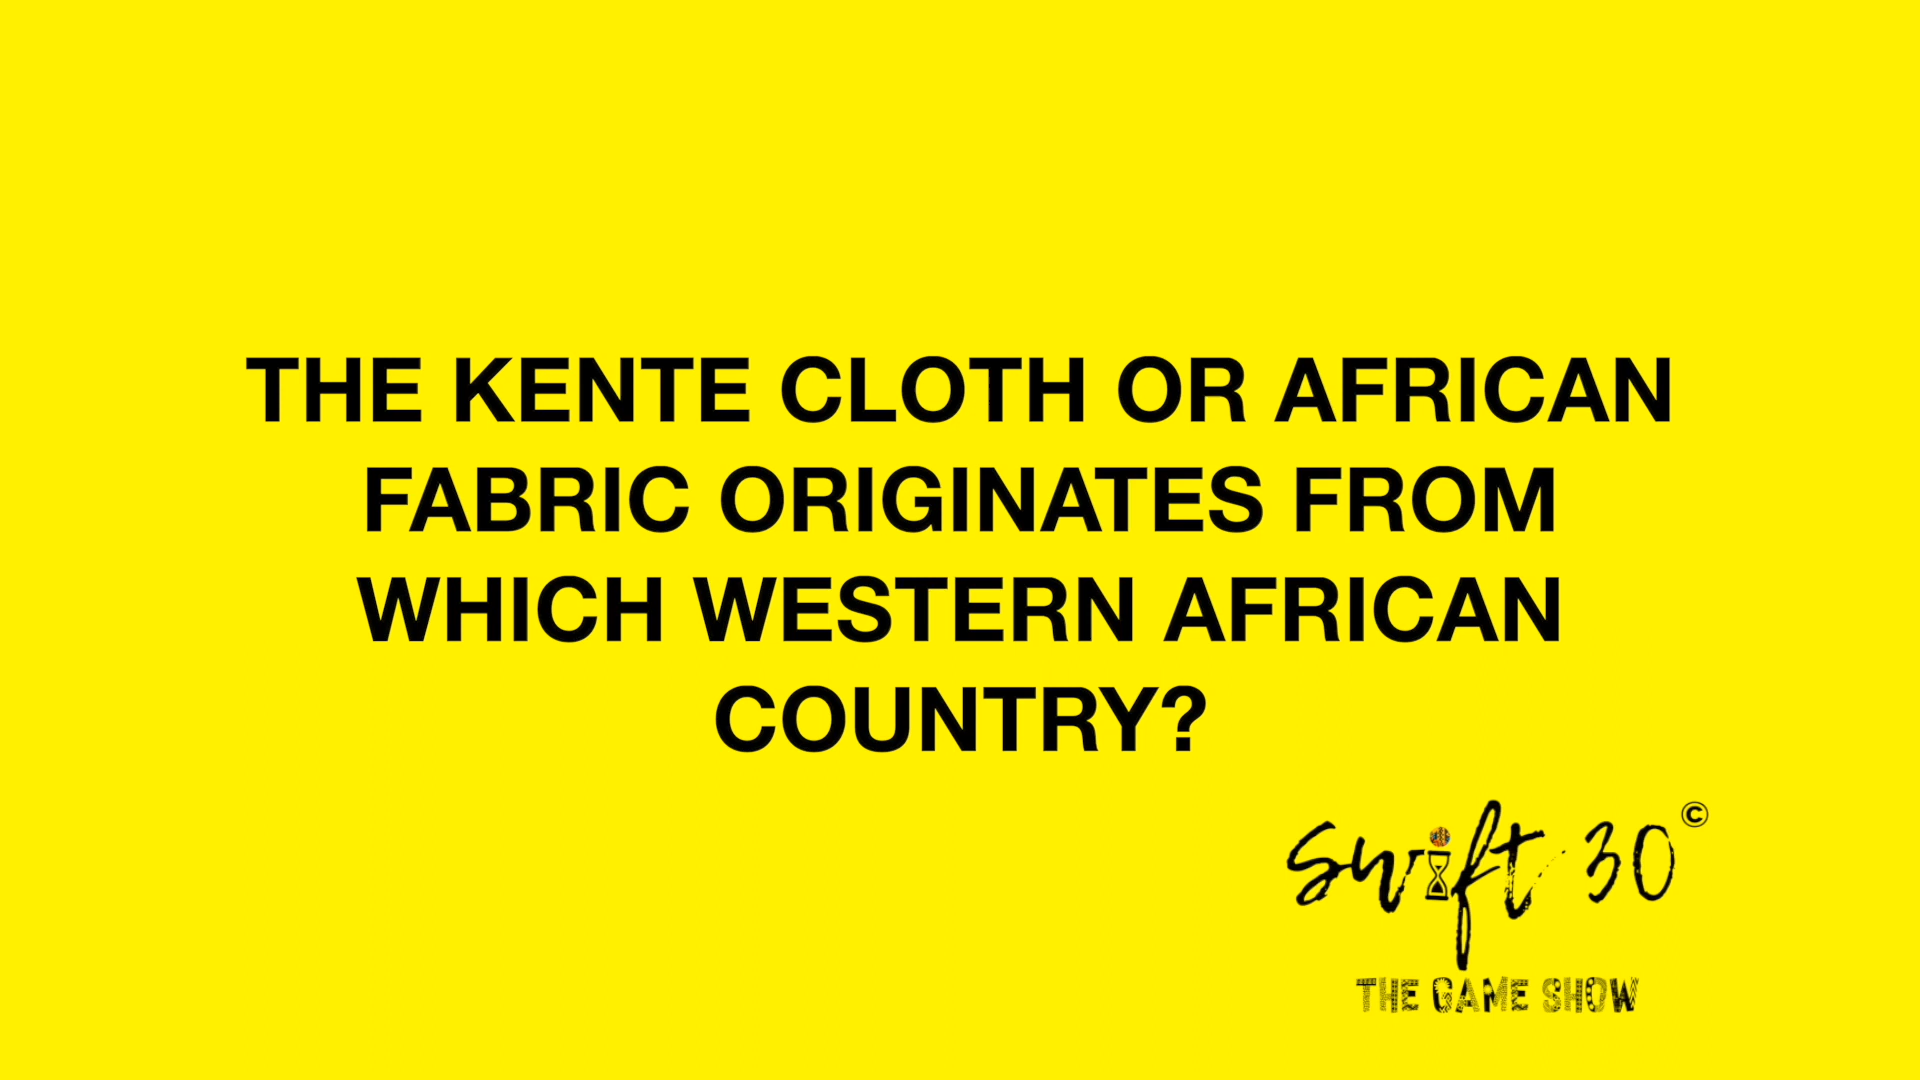 THE KENTE CLOTH OR AFRICAN
FABRIC ORIGINATES FROM
WHICH WESTERN AFRICAN
COUNTRY?
swift 30©
THE GAME SHOW